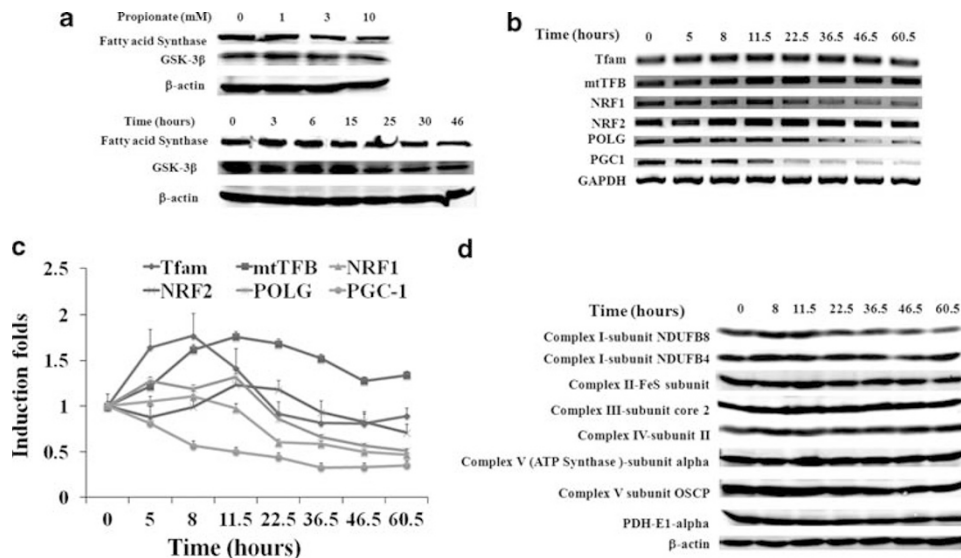 a
Propionate (mM) 0 1 3 10
Fatty acid Synthase
GSK-3β
β-actin
Time (hours) 0 3 6 15 25 30 46
Fatty acid Synthase
GSK-3β
β-actin
b
Time (hours) 0 5 8 11.5 22.5 36.5 46.5 60.5
Tfam
mtTFB
NRF1
NRF2
POLG
PGC1
GAPDH
c
Tfam mtTFB NRF1
NRF2 POLG PGC-1
Induction folds
2.5
2
1.5
1
0.5
0
0 5 8 11.5 22.5 36.5 46.5 60.5
Time (hours)
d
Time (hours) 0 8 11.5 22.5 36.5 46.5 60.5
Complex I-subunit NDUFB8
Complex I-subunit NDUFB4
Complex II-FeS subunit
Complex III-subunit core 2
Complex IV-subunit II
Complex V (ATP Synthase)-subunit alpha
Complex V subunit OSCP
PDH-E1-alpha
β-actin